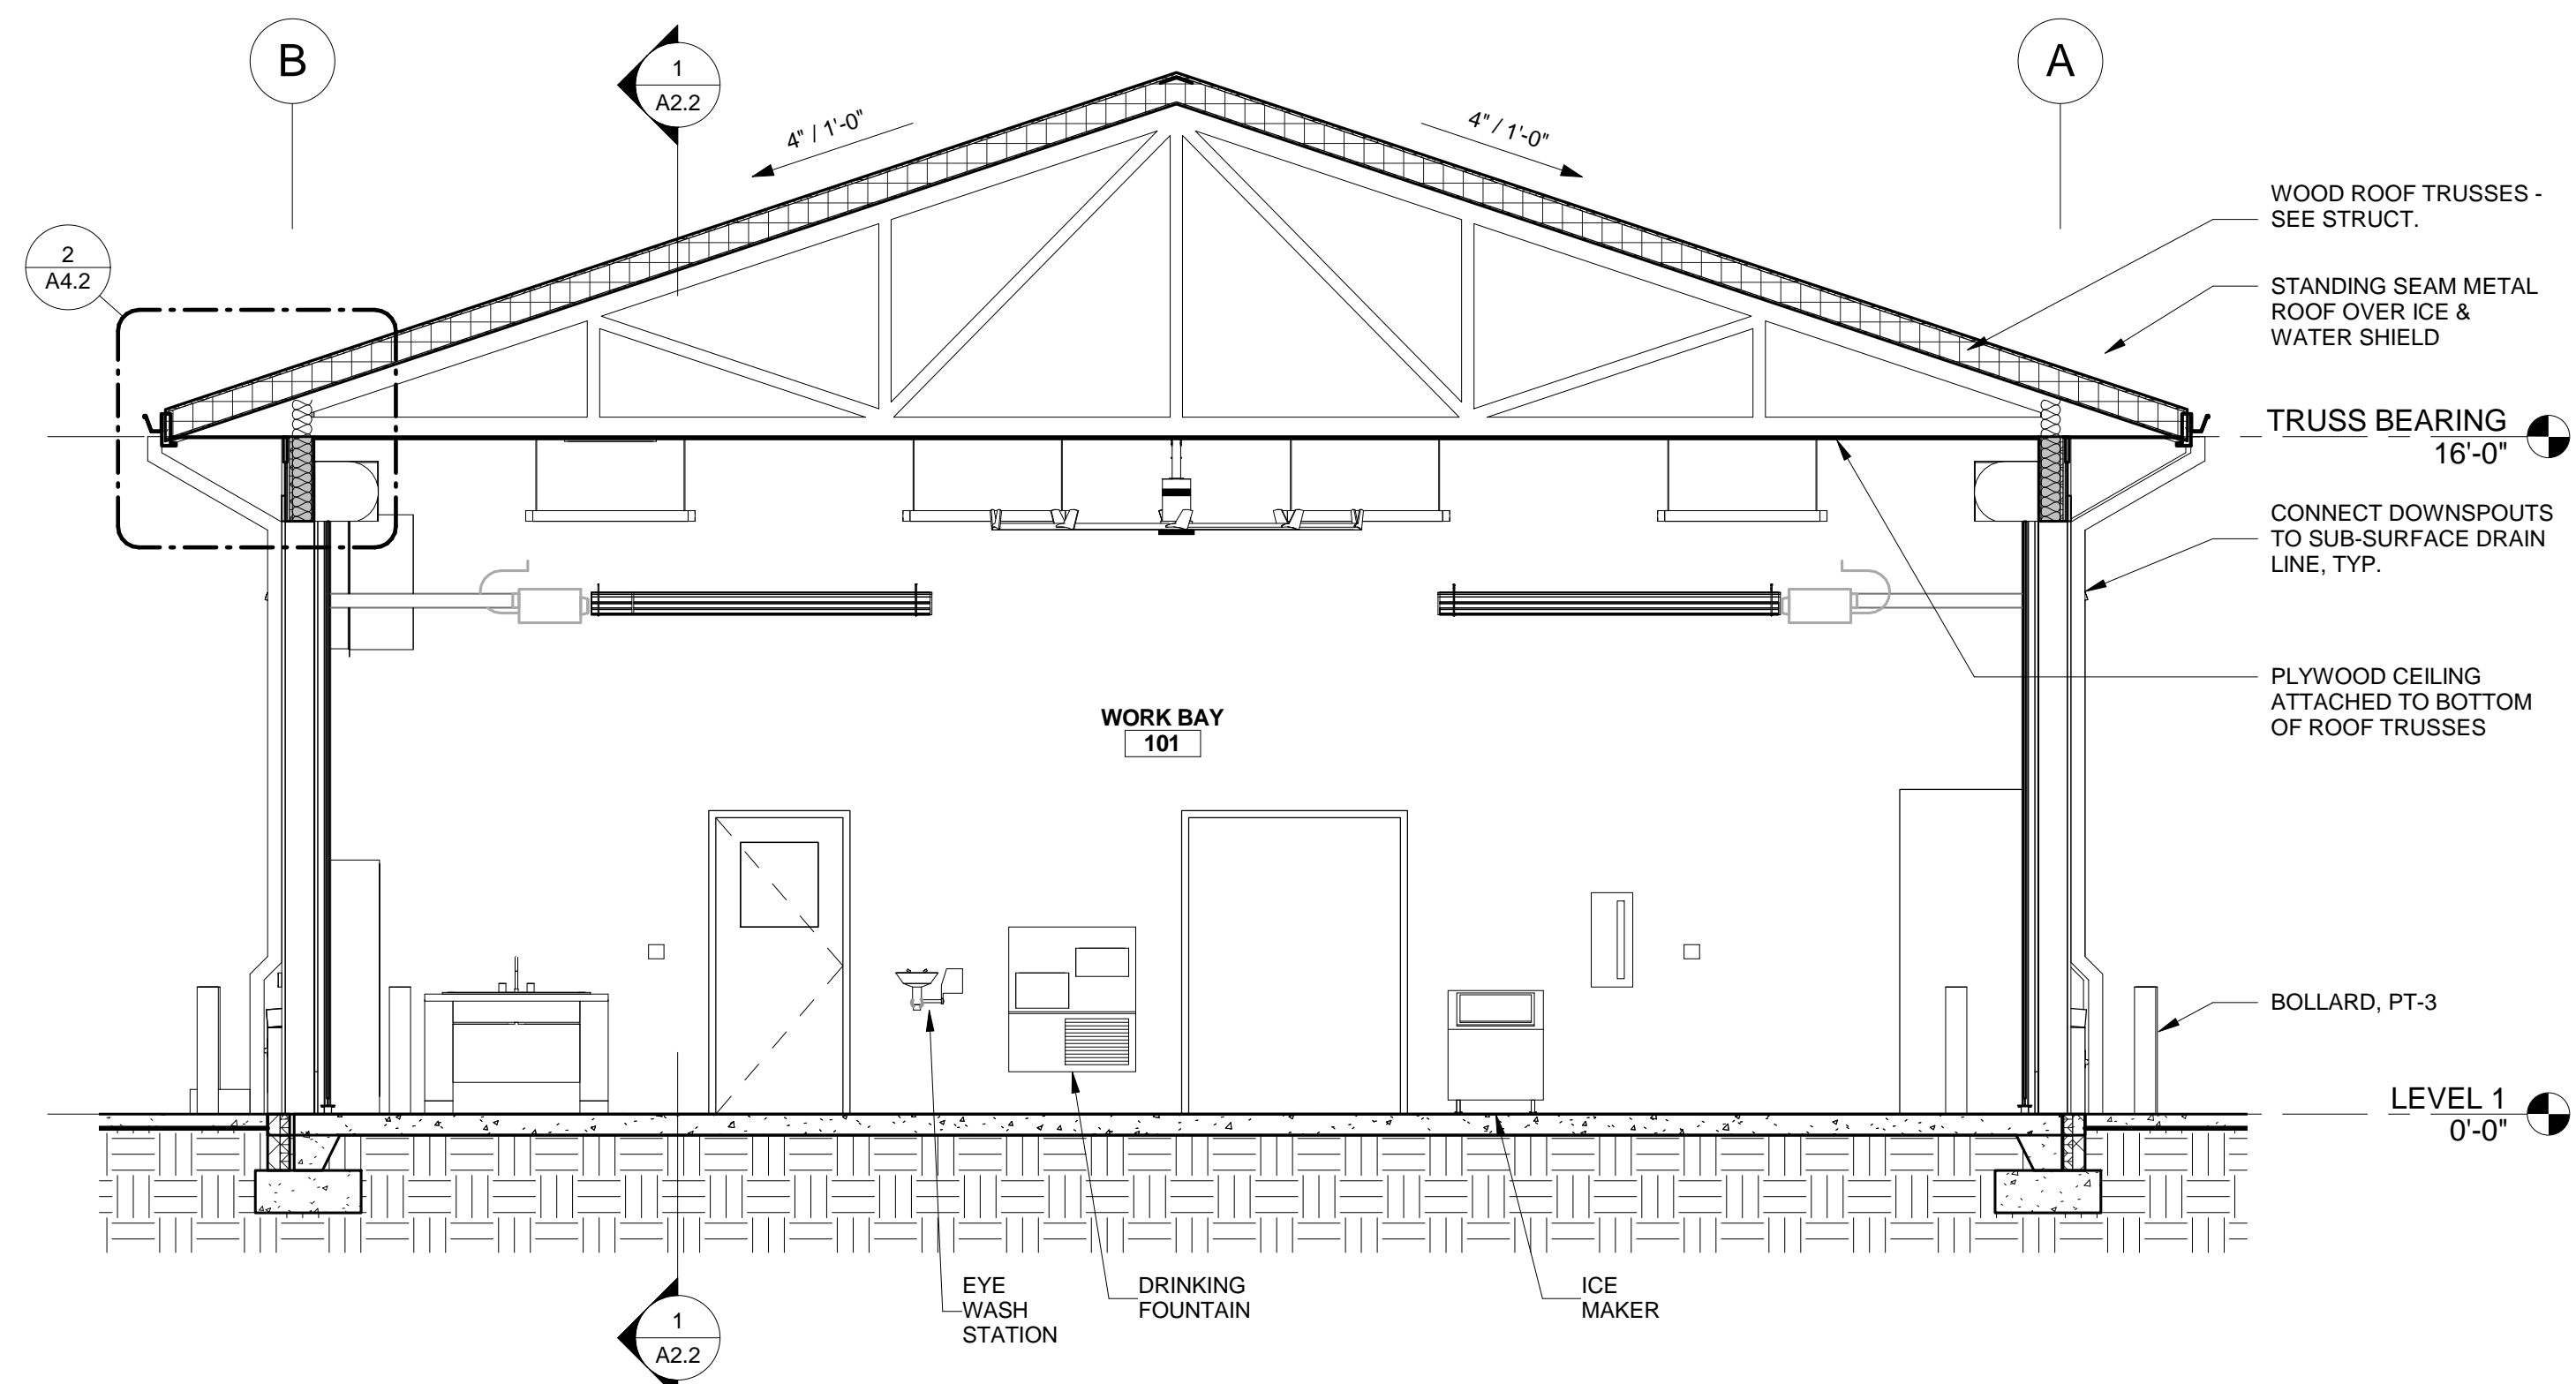 B
1
A2.2
A
4" / 1'-0"
4" / 1'-0"
2
A4.2
WOOD ROOF TRUSSES -
SEE STRUCT.
STANDING SEAM METAL
ROOF OVER ICE &
WATER SHIELD
TRUSS BEARING
16'-0"
CONNECT DOWNSPOUTS
TO SUB-SURFACE DRAIN
LINE, TYP.
PLYWOOD CEILING
ATTACHED TO BOTTOM
OF ROOF TRUSSES
WORK BAY
101
BOLLARD, PT-3
LEVEL 1
0'-0"
EYE
WASH
STATION
DRINKING
FOUNTAIN
ICE
MAKER
1
A2.2